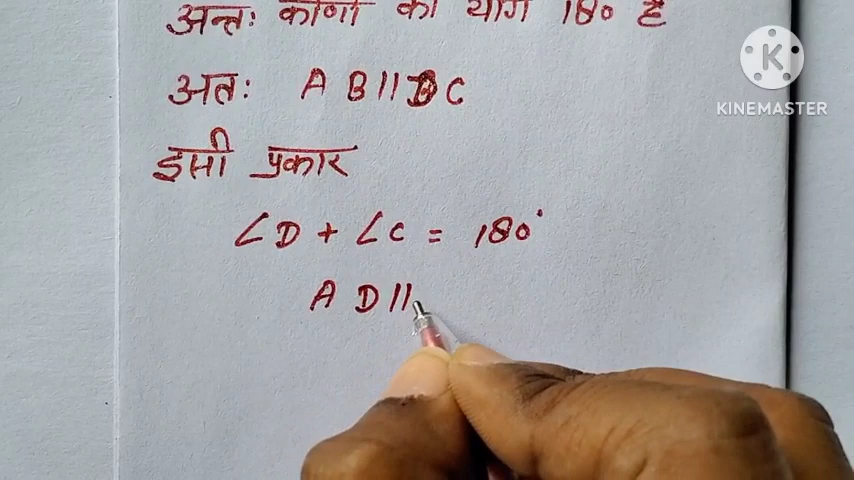 अन्तः कोणों का योग 180 है
KINEMASTER
अतः AB||DC
इसी प्रकार
∠D + ∠C = 180°
AD||